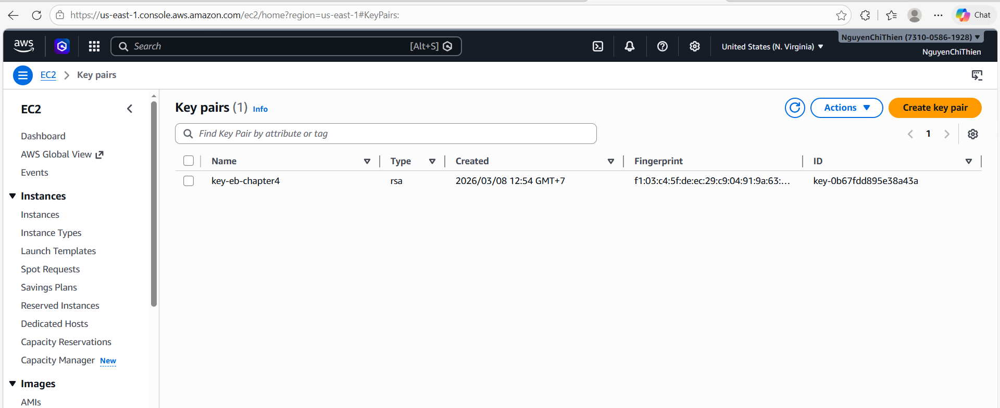 https://us-east-1.console.aws.amazon.com/ec2/home?region=us-east-1#KeyPairs:
Chat
aws
Search
[Alt+S]
United States (N. Virginia)
NguyenChiThien (7310-0586-1928)
NguyenChiThien
EC2
Key pairs
EC2
Dashboard
AWS Global View
Events
Instances
Instances
Instance Types
Launch Templates
Spot Requests
Savings Plans
Reserved Instances
Dedicated Hosts
Capacity Reservations
Capacity Manager New
Images
AMIs
Key pairs (1) Info
Actions
Create key pair
Find Key Pair by attribute or tag
1
Name Type Created Fingerprint ID
key-eb-chapter4 rsa 2026/03/08 12:54 GMT+7 f1:03:c4:5f:de:ec:29:c9:04:91:9a:63:... key-0b67fdd895e38a43a